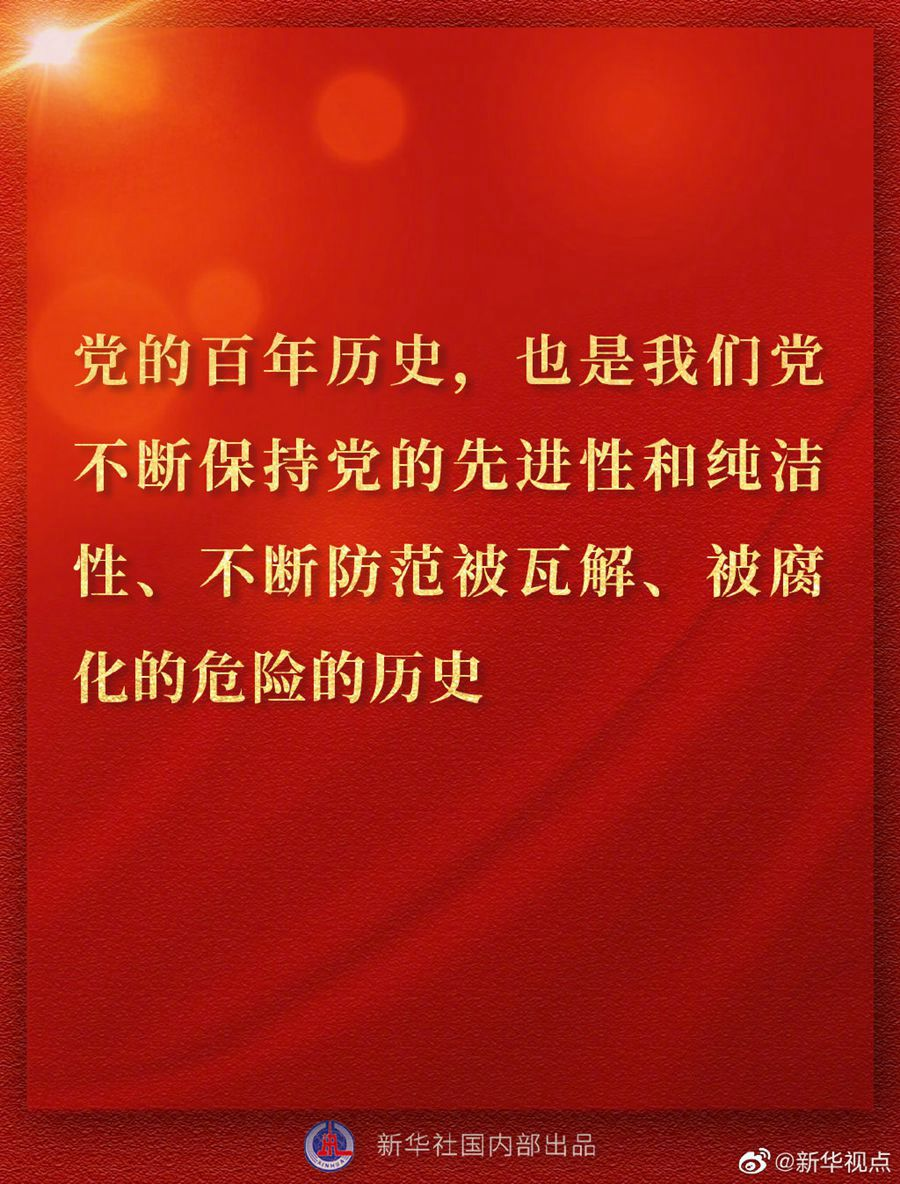 党的百年历史，也是我们党
不断保持党的先进性和纯洁
性、不断防范被瓦解、被腐
化的危险的历史
XINHUA
新华社国内部出品
@新华视点